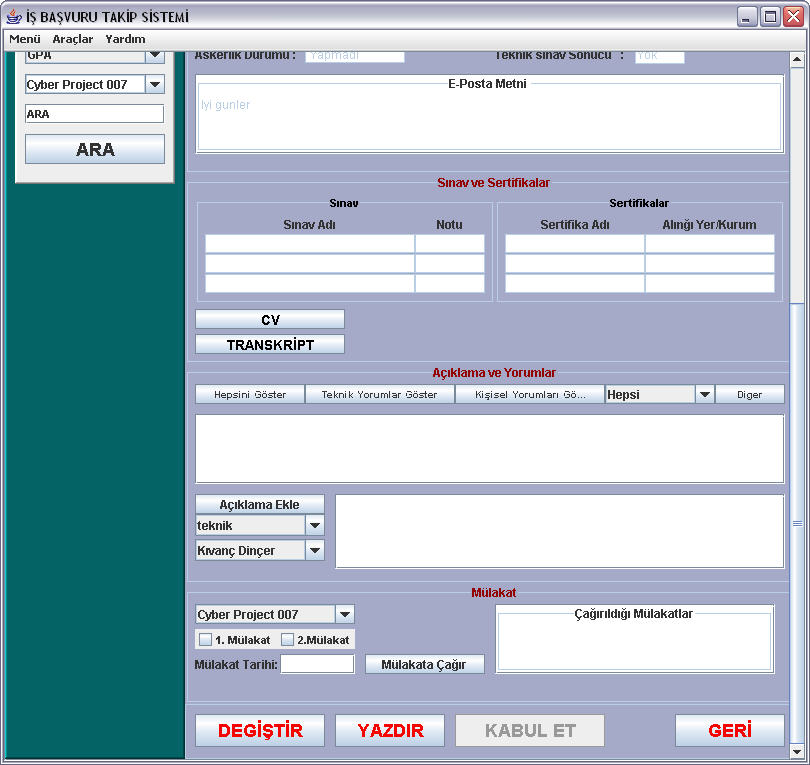 İŞ BAŞVURU TAKİP SİSTEMİ
Menü Araçlar Yardım
GPA
Cyber Project 007
ARA
ARA
Askerlik Durumu : Yapmadi Teknik sınav Sonucu : Yok
E-Posta Metni
Iyi gunler
Sınav ve Sertifikalar
Sınav Sertifikalar
Sınav Adı Notu Sertifika Adı Alınğı Yer/Kurum
CV
TRANSKRİPT
Açıklama ve Yorumlar
Hepsini Göster Teknik Yorumlar Göster Kişisel Yorumları Gö... Hepsi Diger
Açıklama Ekle
teknik
Kıvanç Dinçer
Mülakat
Cyber Project 007 Çağırıldığı Mülakatlar
1. Mülakat 2.Mülakat
Mülakat Tarihi: Mülakata Çağır
DEGİŞTİR YAZDIR KABUL ET GERİ